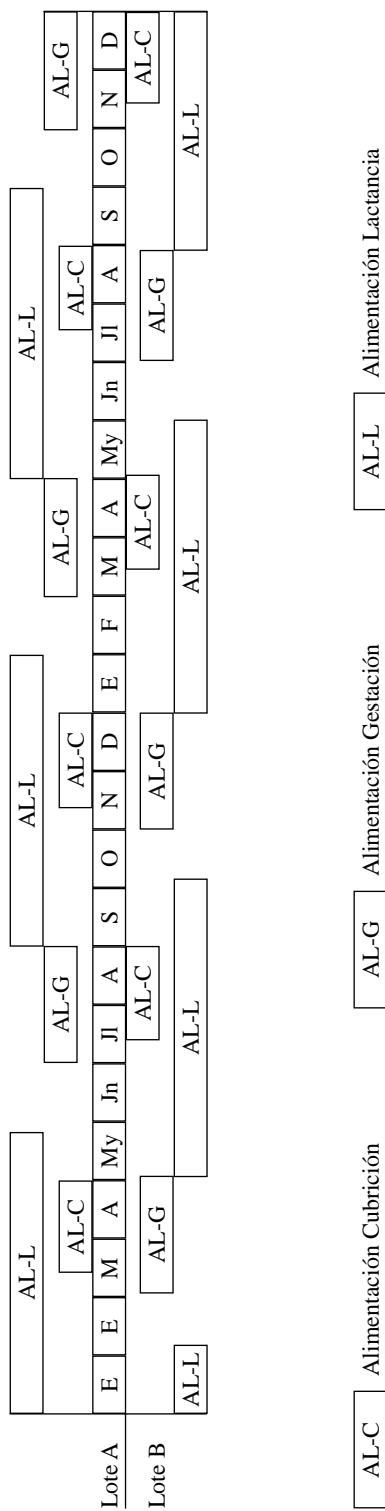 AL-L AL-L AL-L
AL-G AL-G AL-G
AL-C AL-C AL-C
Lote A E E M A My Jn Jl A S O N D E F M A My Jn Jl A S O N D
AL-C AL-C AL-C
Lote B AL-G AL-G AL-G
AL-L AL-L AL-L AL-L
AL-C Alimentación Cubrición AL-G Alimentación Gestación AL-L Alimentación Lactancia